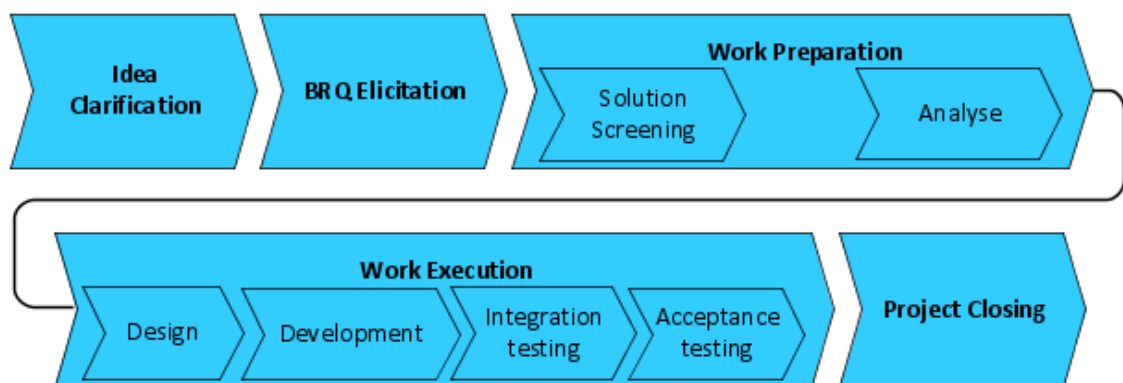 Idea
Clarification
BRQ Elicitation
Work Preparation
Solution
Screening
Analyse
Work Execution
Design
Development
Integration
testing
Acceptance
testing
Project Closing